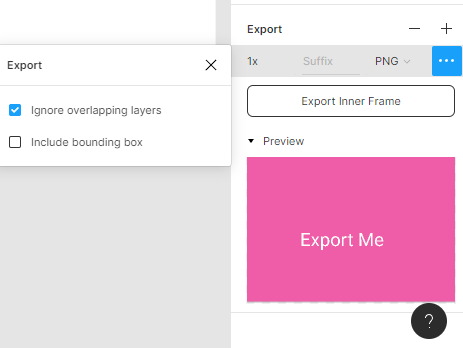 Export
Ignore overlapping layers
Include bounding box
Export
1x
Suffix
PNG
Export Inner Frame
Preview
Export Me
?